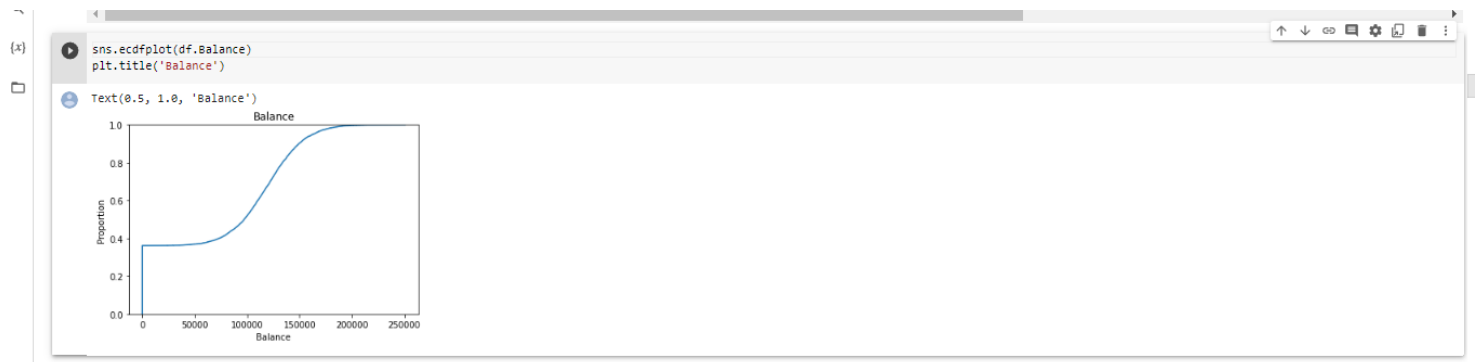 {x}
sns.ecdfplot(df.Balance)
plt.title('Balance')
Text(0.5, 1.0, 'Balance')
Balance
1.0
0.8
0.6
0.4
0.2
0.0
Proportion
0 50000 100000 150000 200000 250000
Balance